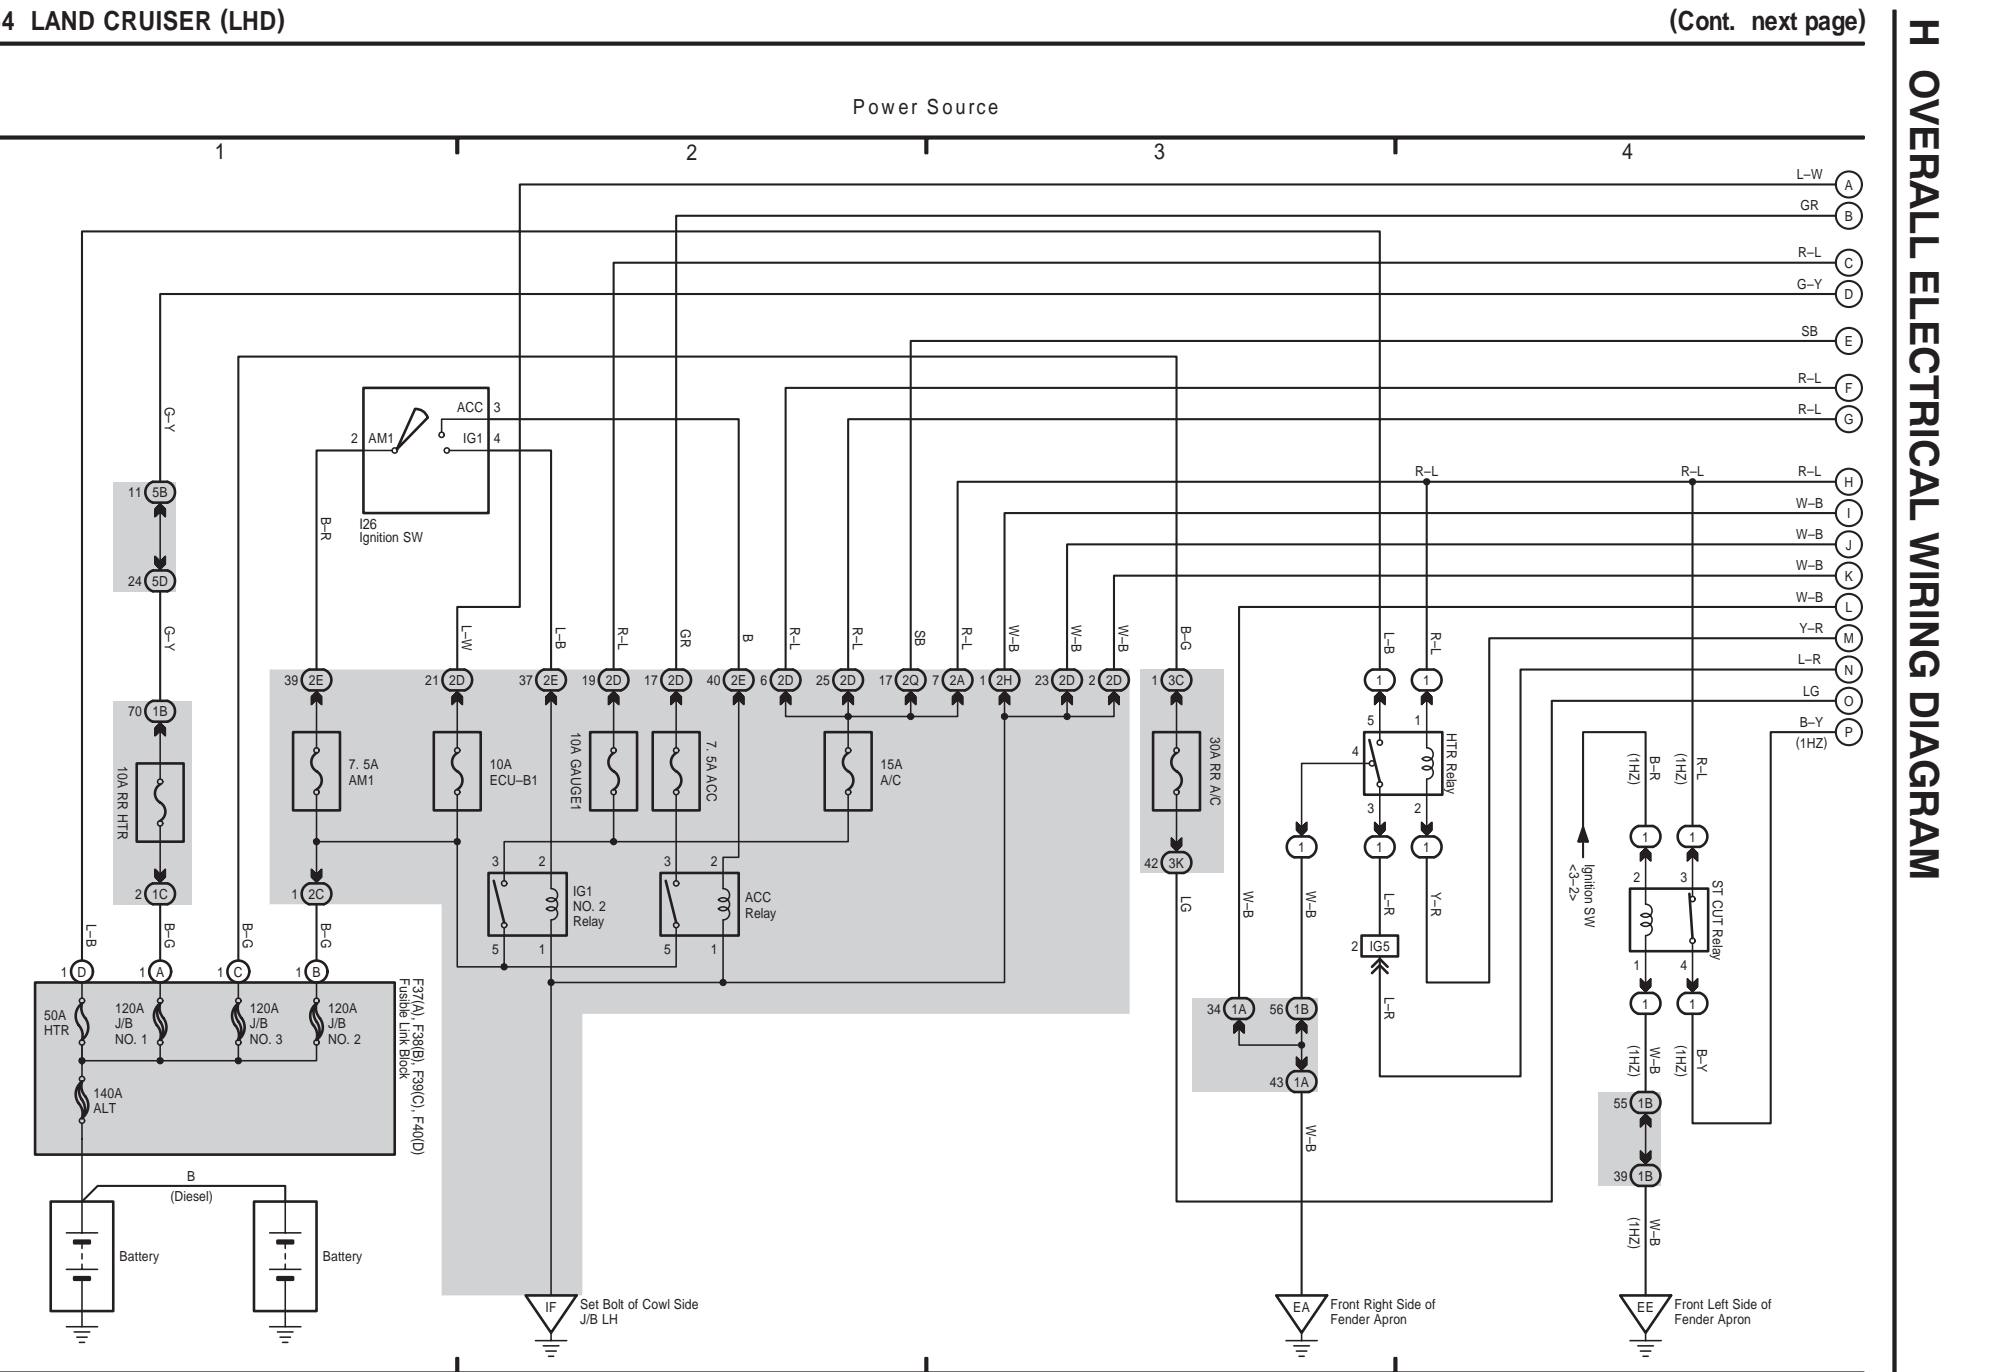 4 LAND CRUISER (LHD)
(Cont. next page)
H OVERALL ELECTRICAL WIRING DIAGRAM
Power Source
1 2 3 4
L–W A
GR B
R–L C
G–Y D
SB E
R–L F
R–L G
R–L R–L R–L H
W–B I
W–B J
W–B K
W–B L
Y–R M
L–R N
LG O
B–Y P
(1HZ)
G–Y
ACC 3
2 AM1 IG1 4
I26
Ignition SW
B–R
11 5B
24 5D
G–Y
L–W
L–B
R–L
GR
B
R–L
R–L
SB
R–L
W–B
W–B
W–B
B–G
L–B
R–L
39 2E
21 2D
37 2E
19 2D
17 2D
40 2E
6 2D
25 2D
17 2Q
7 2A
1 2H
23 2D
2 2D
1 3C
1
1
70 1B
10A RR HTR
2 1C
7. 5A
AM1
10A
ECU–B1
10A GAUGE1
7. 5A ACC
15A
A/C
30A RR A/C
42 3K
LG
5 1
4
HTR Relay
3 2
1
1
1
B–R
(1HZ)
R–L
(1HZ)
1
1
Ignition SW
<3–2>
2 3
ST CUT Relay
1 4
1
1
3 2
IG1
NO. 2
Relay
5 1
3 2
ACC
Relay
5 1
1 2C
L–B
B–G
B–G
B–R
1 D
1 A
1 C
1 B
50A
HTR
120A
J/B
NO. 1
120A
J/B
NO. 3
120A
J/B
NO. 2
140A
ALT
F37(A), F38(B), F39(C), F40(D)
Fusible Link Block
W–B
W–B
L–R
Y–R
2 IG5
L–R
34 1A
56 1B
43 1A
W–B
W–B
(1HZ)
B–Y
(1HZ)
55 1B
39 1B
W–B
(1HZ)
B
(Diesel)
Battery
Battery
IF
Set Bolt of Cowl Side
J/B LH
EA
Front Right Side of
Fender Apron
EE
Front Left Side of
Fender Apron